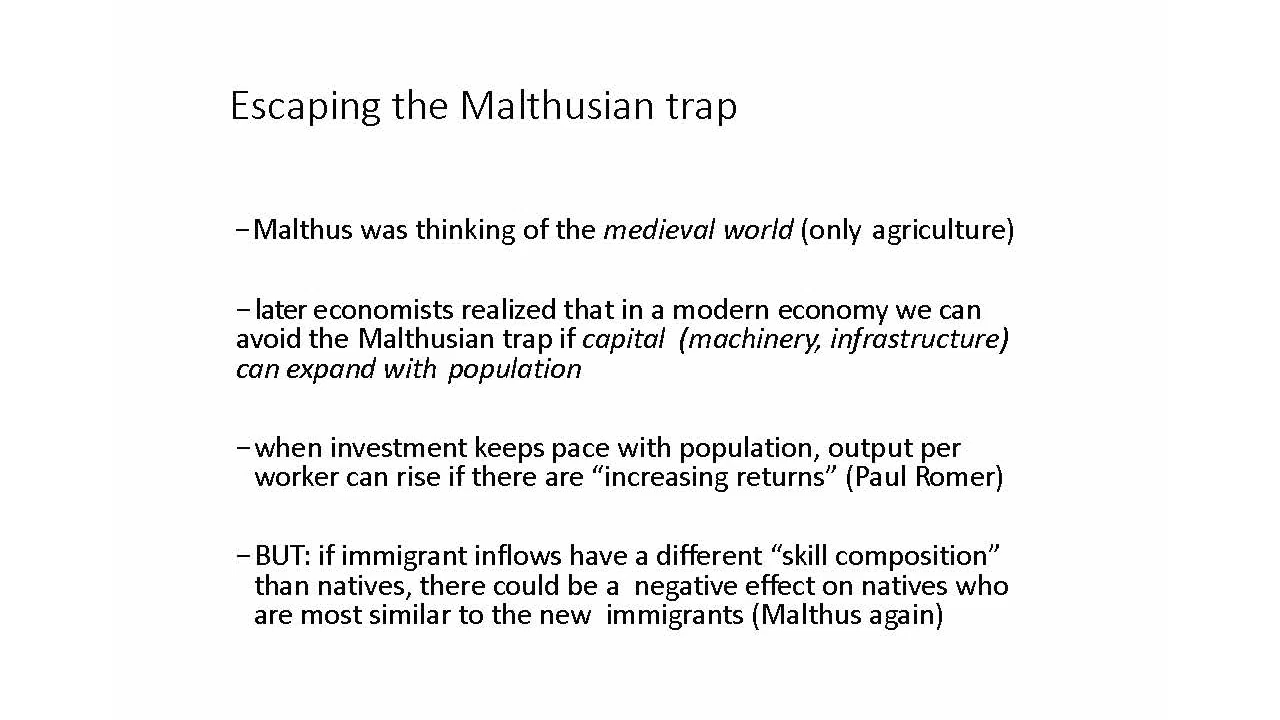 Escaping the Malthusian trap
–Malthus was thinking of the medieval world (only agriculture)
–later economists realized that in a modern economy we can
avoid the Malthusian trap if capital (machinery, infrastructure)
can expand with population
–when investment keeps pace with population, output per
worker can rise if there are “increasing returns” (Paul Romer)
–BUT: if immigrant inflows have a different “skill composition”
than natives, there could be a negative effect on natives who
are most similar to the new immigrants (Malthus again)